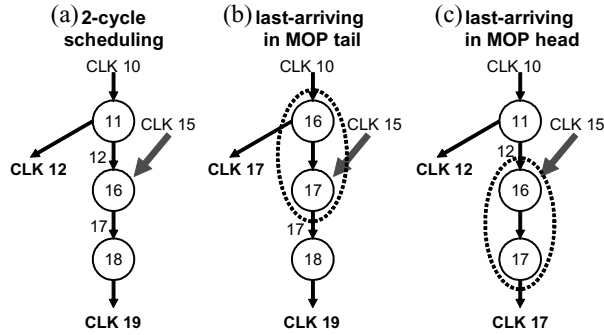 (a) 2-cycle scheduling
CLK 10
11
CLK 15
CLK 12
12
16
17
18
CLK 19
(b) last-arriving in MOP tail
CLK 10
16
CLK 15
CLK 17
17
17
18
CLK 19
(c) last-arriving in MOP head
CLK 10
11
CLK 15
CLK 12
12
16
17
CLK 17